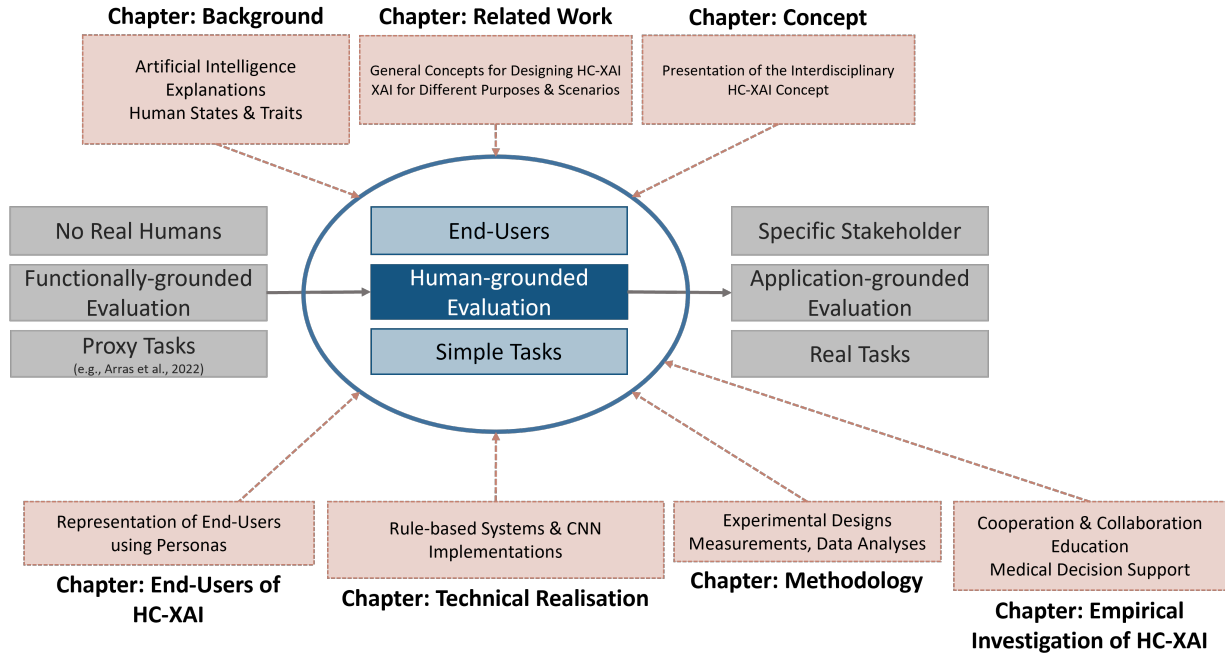 Chapter: Background
Artificial Intelligence
Explanations
Human States & Traits
Chapter: Related Work
General Concepts for Designing HC-XAI
XAI for Different Purposes & Scenarios
Chapter: Concept
Presentation of the Interdisciplinary
HC-XAI Concept
No Real Humans
Functionally-grounded
Evaluation
Proxy Tasks
(e.g., Arras et al., 2022)
End-Users
Human-grounded
Evaluation
Simple Tasks
Specific Stakeholder
Application-grounded
Evaluation
Real Tasks
Representation of End-Users
using Personas
Chapter: End-Users of
HC-XAI
Rule-based Systems & CNN
Implementations
Chapter: Technical Realisation
Experimental Designs
Measurements, Data Analyses
Chapter: Methodology
Cooperation & Collaboration
Education
Medical Decision Support
Chapter: Empirical
Investigation of HC-XAI